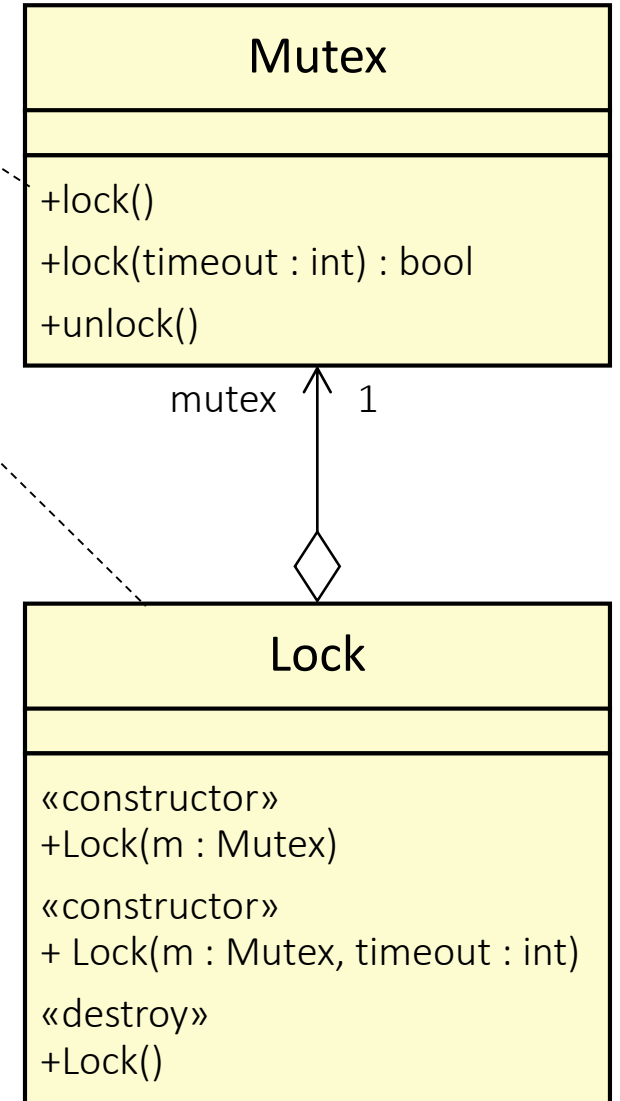 Mutex
+lock()
+lock(timeout : int) : bool
+unlock()
mutex 1
Lock
«constructor»
+Lock(m : Mutex)
«constructor»
+ Lock(m : Mutex, timeout : int)
«destroy»
+Lock()